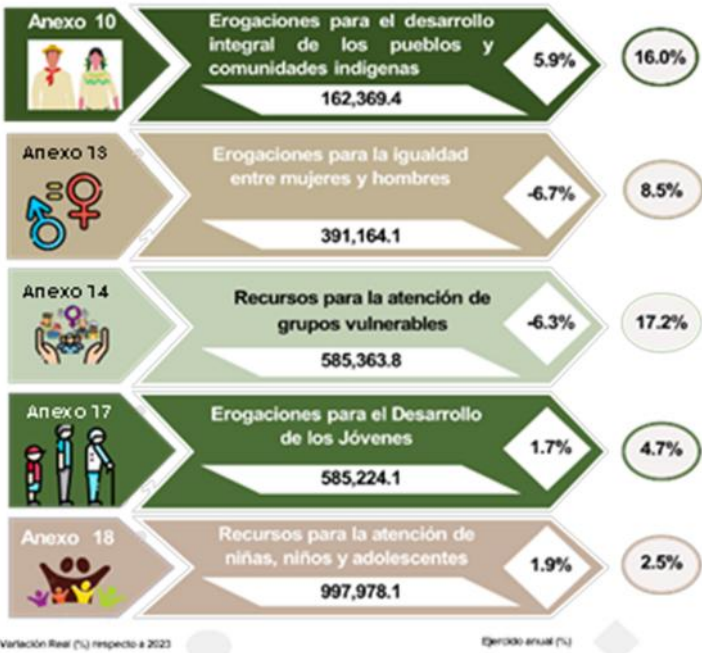 Anexo 10
Erogaciones para el desarrollo
integral de los pueblos y
comunidades indígenas
162,369.4
5.9%
16.0%
Anexo 13
Erogaciones para la igualdad
entre mujeres y hombres
391,164.1
-6.7%
8.5%
Anexo 14
Recursos para la atención de
grupos vulnerables
585,363.8
-6.3%
17.2%
Anexo 17
Erogaciones para el Desarrollo
de los Jóvenes
585,224.1
1.7%
4.7%
Anexo 18
Recursos para la atención de
niñas, niños y adolescentes
997,978.1
1.9%
2.5%
Variación Real (%) respecto a 2023
Ejercido anual (%)